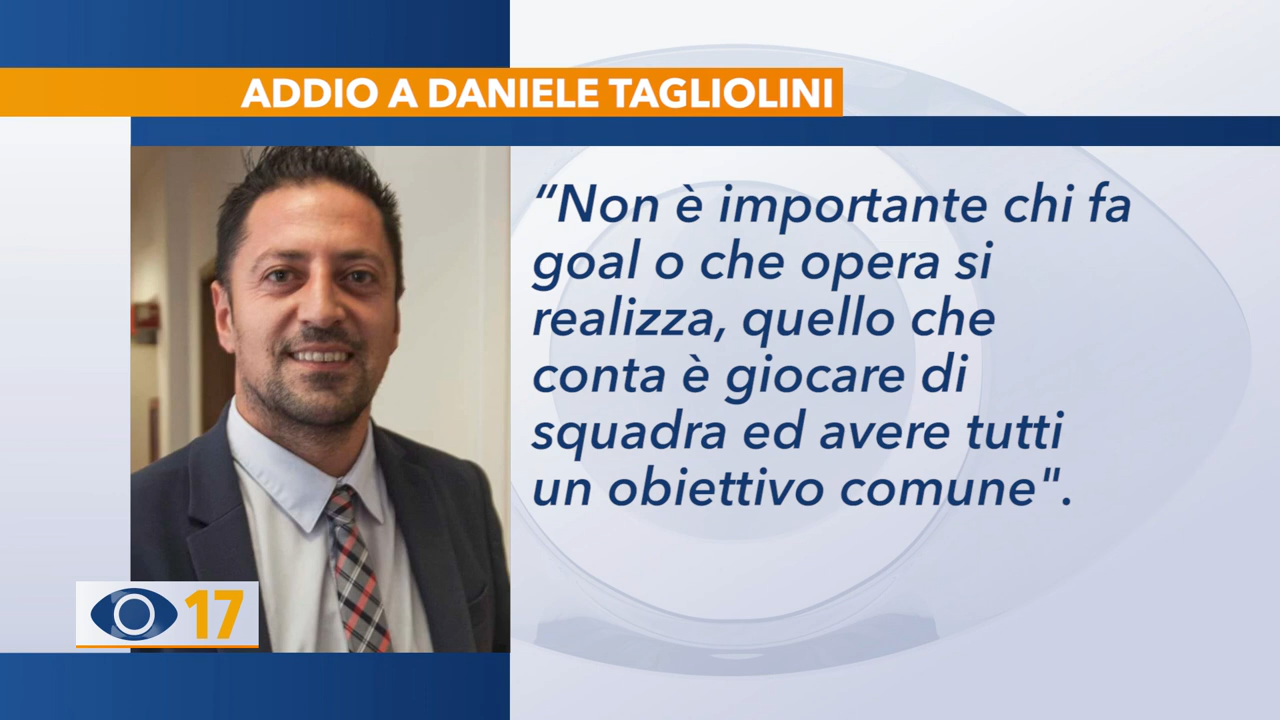 ADDIO A DANIELE TAGLIOLINI
“Non è importante chi fa
goal o che opera si
realizza, quello che
conta è giocare di
squadra ed avere tutti
un obiettivo comune".
17